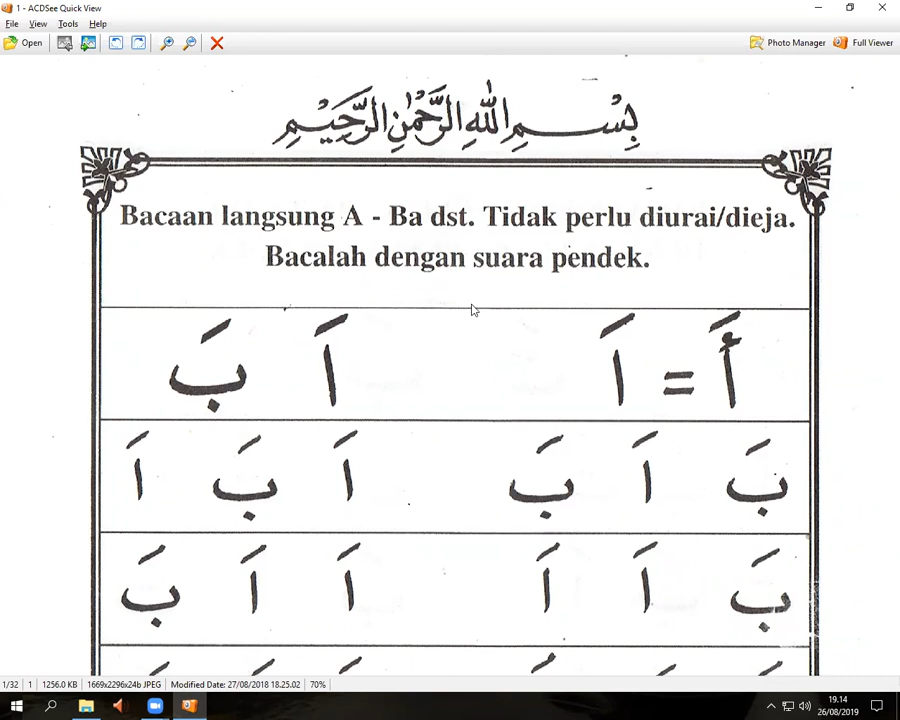 1 - ACDSee Quick View
File View Tools Help
Open Photo Manager Full Viewer
بِسْمِ اللهِ الرَّحْمٰنِ الرَّحِيْمِ
Bacaan langsung A - Ba dst. Tidak perlu diurai/dieja.
Bacalah dengan suara pendek.
أَ = اَ اَ بَ
بَ اَ بَ اَ بَ اَ
بَ اَ اَ اَ اَ بَ
1/32 1 1256.0 KB 1669x2296x24b JPEG Modified Date: 27/08/2018 18.25.02 70%
19.14
26/08/2019